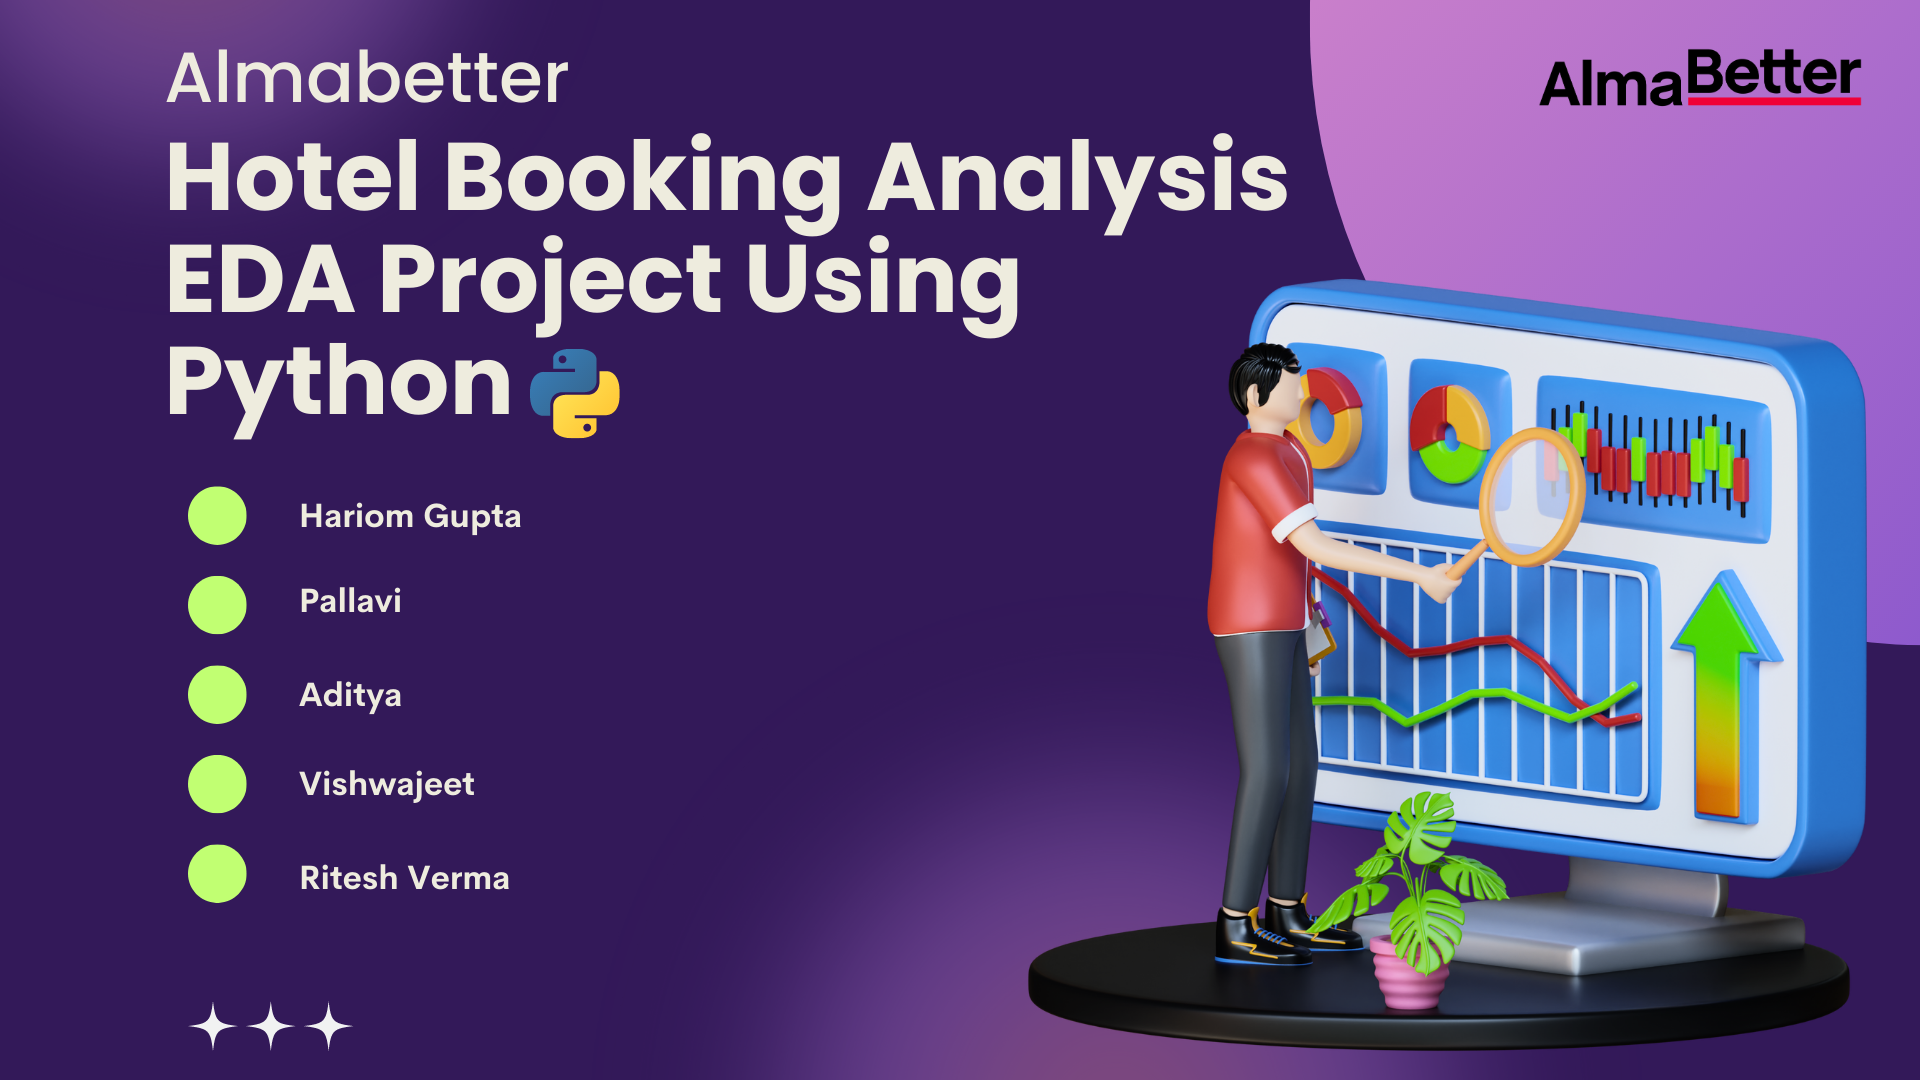 Almabetter
AlmaBetter
Hotel Booking Analysis
EDA Project Using
Python
Hariom Gupta
Pallavi
Aditya
Vishwajeet
Ritesh Verma